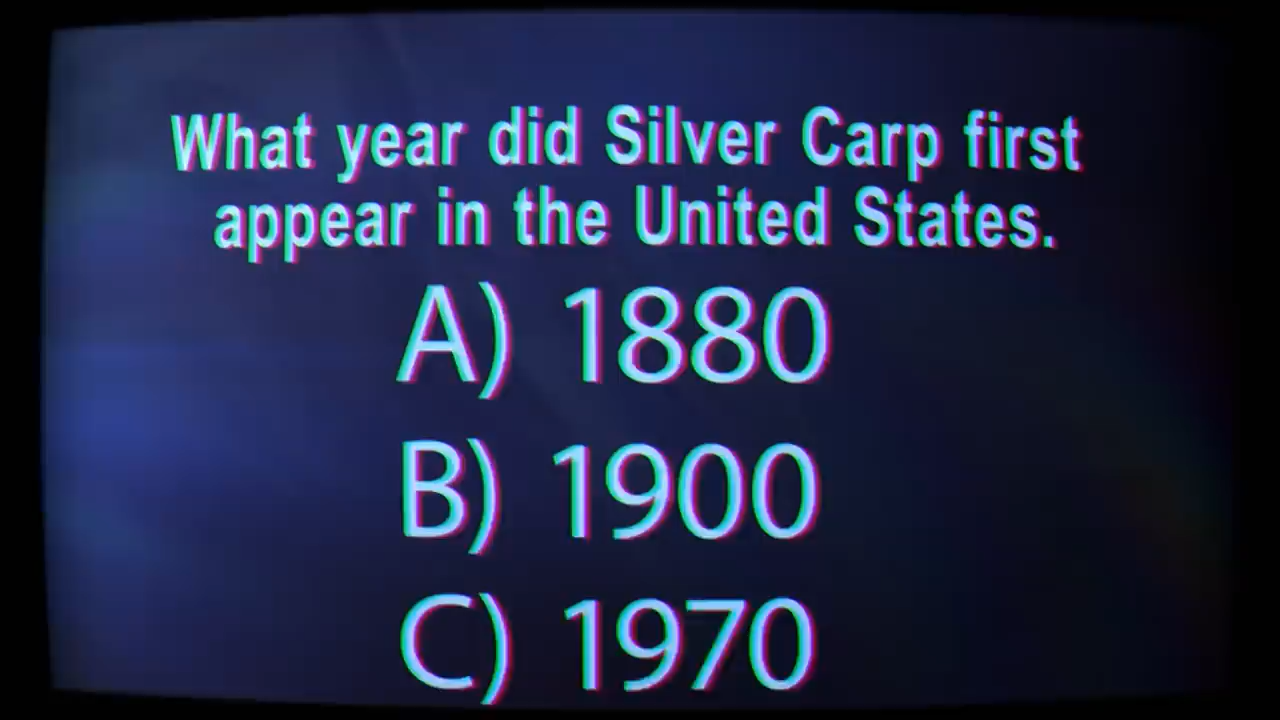 What year did Silver Carp first
appear in the United States.
A) 1880
B) 1900
C) 1970